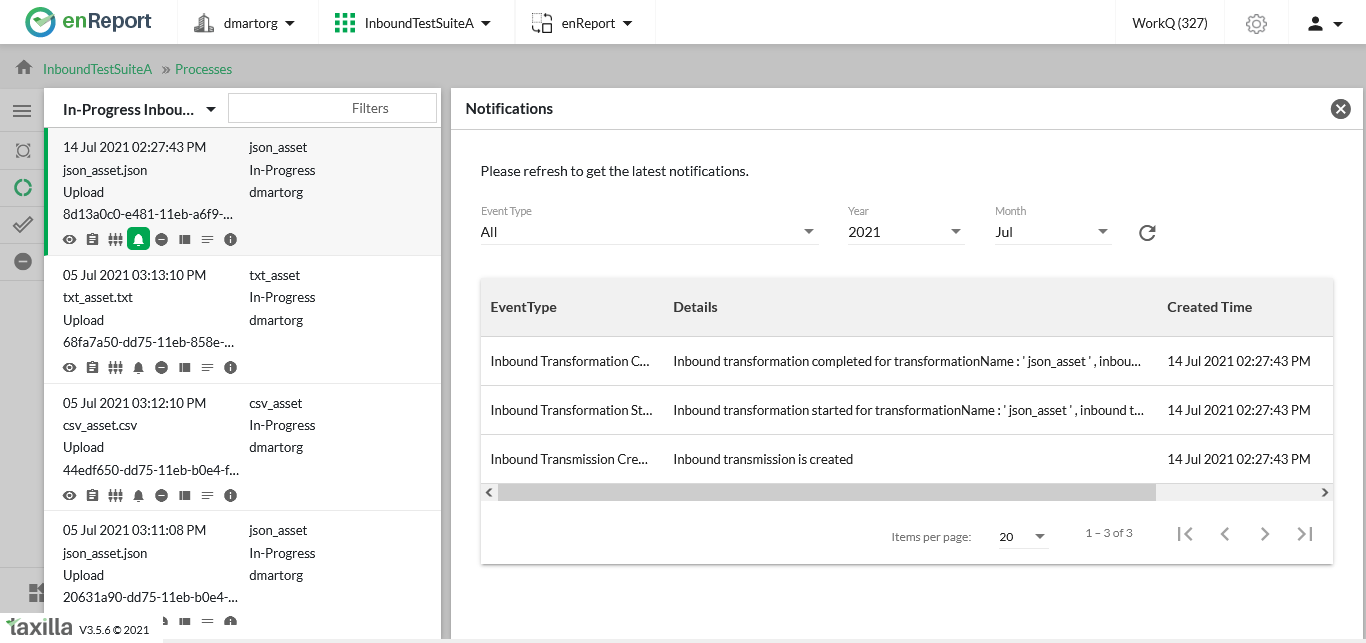 enReport dmartorg InboundTestSuiteA enReport WorkQ (327)
InboundTestSuiteA » Processes
In-Progress Inbou... Filters
14 Jul 2021 02:27:43 PM json_asset
json_asset.json In-Progress
Upload dmartorg
8d13a0c0-e481-11eb-a6f9-...
05 Jul 2021 03:13:10 PM txt_asset
txt_asset.txt In-Progress
Upload dmartorg
68fa7a50-dd75-11eb-858e-...
05 Jul 2021 03:12:10 PM csv_asset
csv_asset.csv In-Progress
Upload dmartorg
44edf650-dd75-11eb-b0e4-f...
05 Jul 2021 03:11:08 PM json_asset
json_asset.json In-Progress
Upload dmartorg
20631a90-dd75-11eb-b0e4-...
taxilla V3.5.6 © 2021
Notifications
Please refresh to get the latest notifications.
Event Type Year Month
All 2021 Jul
EventType Details Created Time
Inbound Transformation C... Inbound transformation completed for transformationName : ' json_asset ' , inbou... 14 Jul 2021 02:27:43 PM
Inbound Transformation St... Inbound transformation started for transformationName : ' json_asset ' , inbound t... 14 Jul 2021 02:27:43 PM
Inbound Transmission Cre... Inbound transmission is created 14 Jul 2021 02:27:43 PM
Items per page: 20 1 – 3 of 3